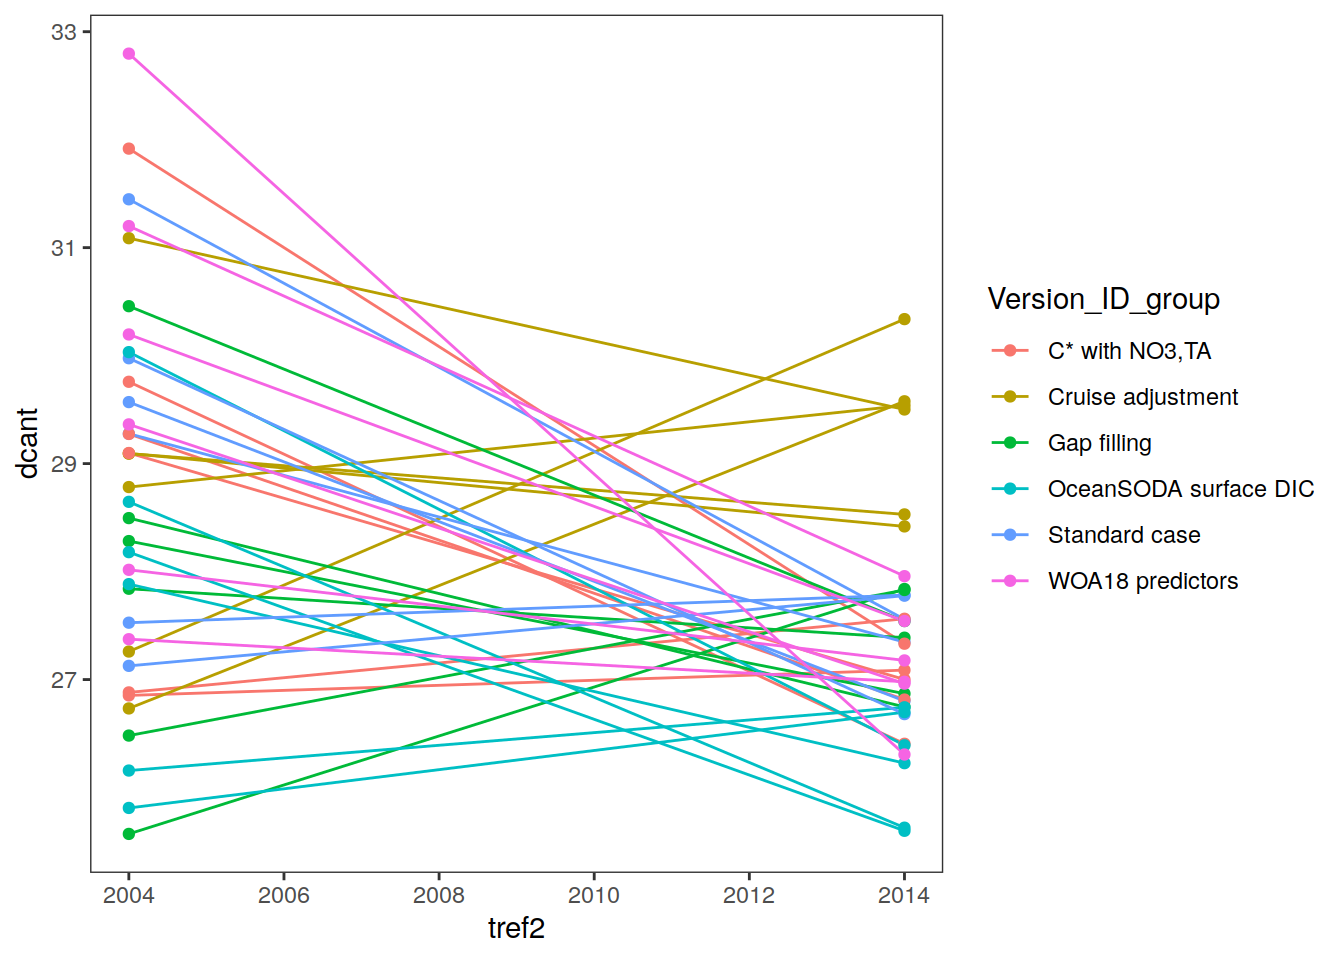 33
31
29
27
dcant
2004 2006 2008 2010 2012 2014
tref2
Version_ID_group
C* with NO3,TA
Cruise adjustment
Gap filling
OceanSODA surface DIC
Standard case
WOA18 predictors